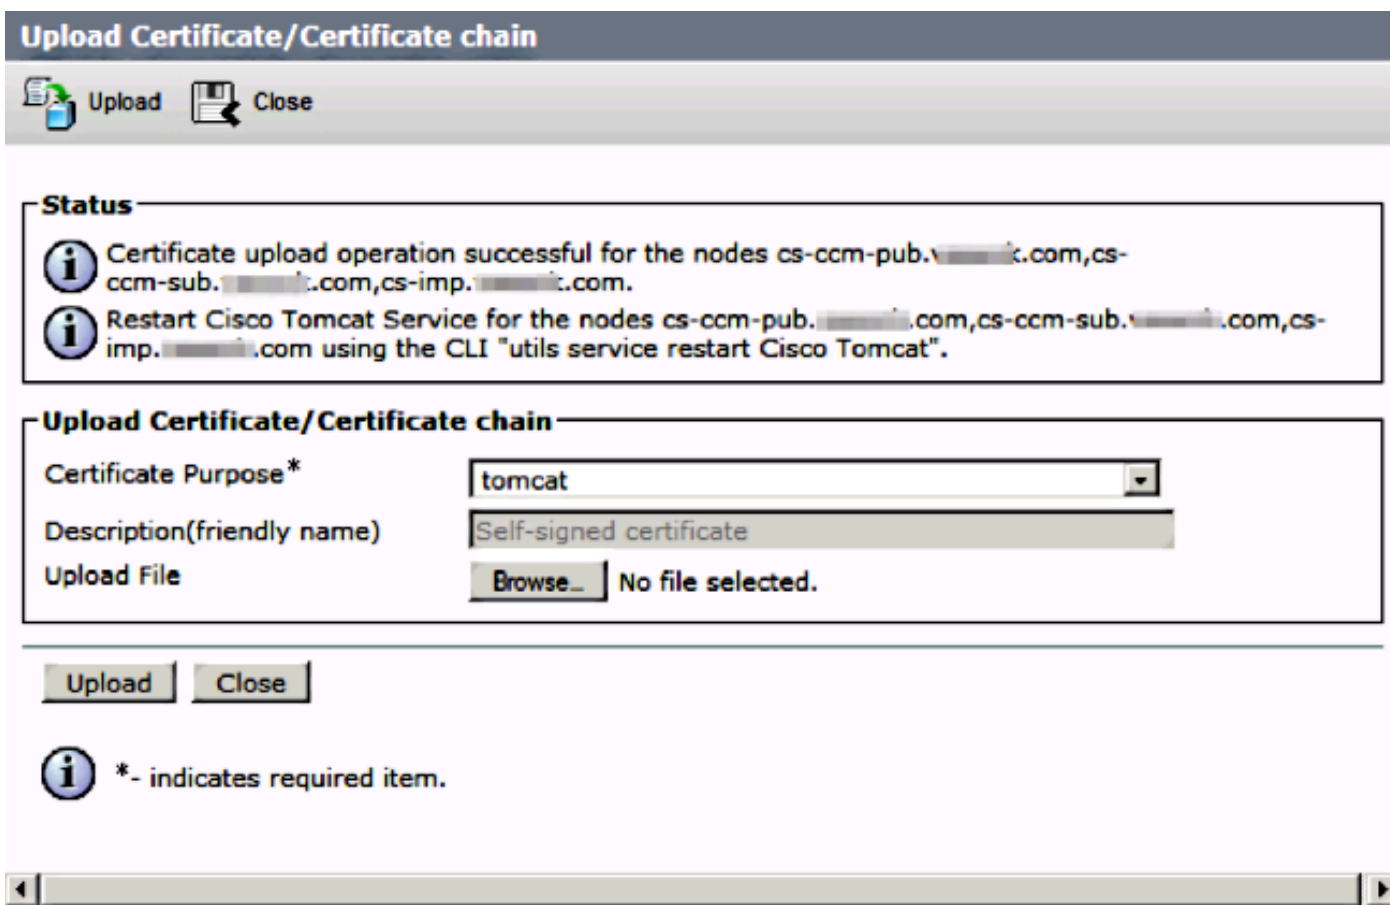 Upload Certificate/Certificate chain
Upload Close
Status
Certificate upload operation successful for the nodes cs-ccm-pub. .com,cs-
ccm-sub. .com,cs-imp. .com.
Restart Cisco Tomcat Service for the nodes cs-ccm-pub. .com,cs-ccm-sub. .com,cs-
imp. .com using the CLI "utils service restart Cisco Tomcat".
Upload Certificate/Certificate chain
Certificate Purpose* tomcat
Description(friendly name) Self-signed certificate
Upload File Browse... No file selected.
Upload Close
*- indicates required item.